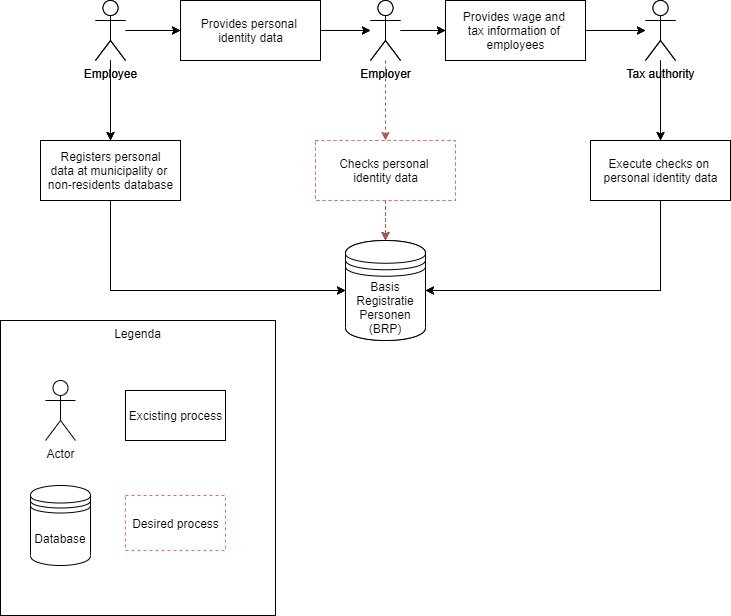 Provides personal
identity data
Provides wage and
tax information of
employees
Employee
Employer
Tax authority
Registers personal
data at municipality or
non-residents database
Checks personal
identity data
Execute checks on
personal identity data
Basis
Registratie
Personen
(BRP)
Legenda
Excisting process
Actor
Database
Desired process